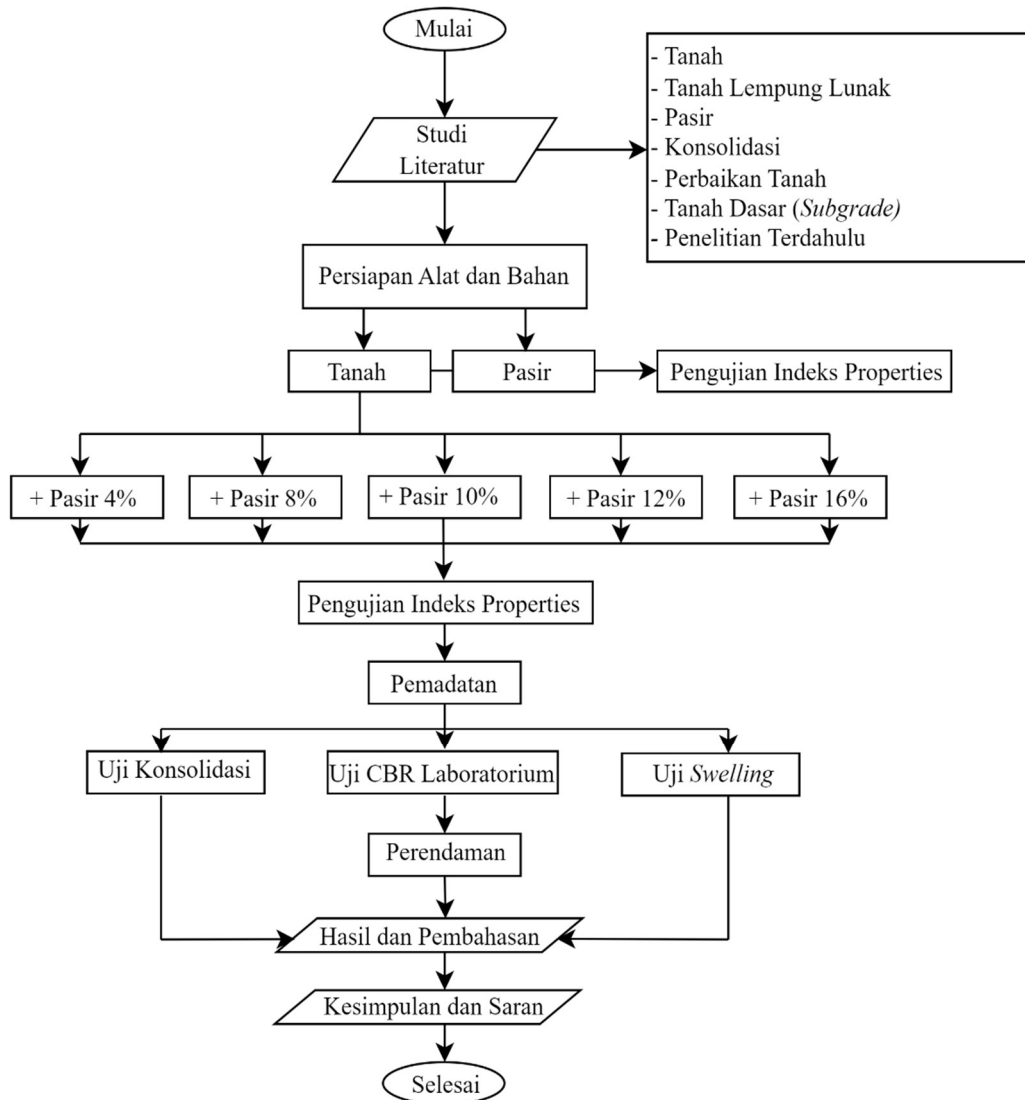 Mulai
Studi
Literatur
- Tanah
- Tanah Lempung Lunak
- Pasir
- Konsolidasi
- Perbaikan Tanah
- Tanah Dasar (Subgrade)
- Penelitian Terdahulu
Persiapan Alat dan Bahan
Tanah
Pasir
Pengujian Indeks Properties
+ Pasir 4%
+ Pasir 8%
+ Pasir 10%
+ Pasir 12%
+ Pasir 16%
Pengujian Indeks Properties
Pemadatan
Uji Konsolidasi
Uji CBR Laboratorium
Uji Swelling
Perendaman
Hasil dan Pembahasan
Kesimpulan dan Saran
Selesai